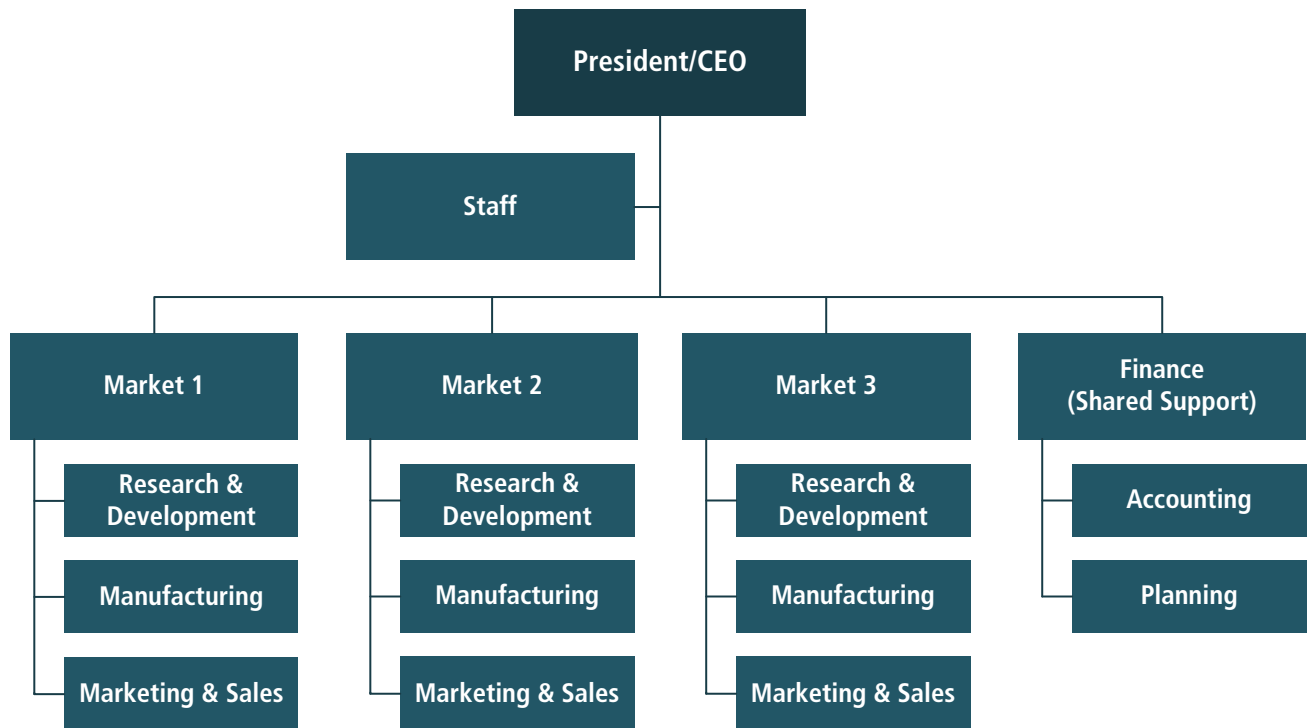 President/CEO
Staff
Market 1
Market 2
Market 3
Finance
(Shared Support)
Research &
Development
Research &
Development
Research &
Development
Accounting
Manufacturing
Manufacturing
Manufacturing
Planning
Marketing & Sales
Marketing & Sales
Marketing & Sales